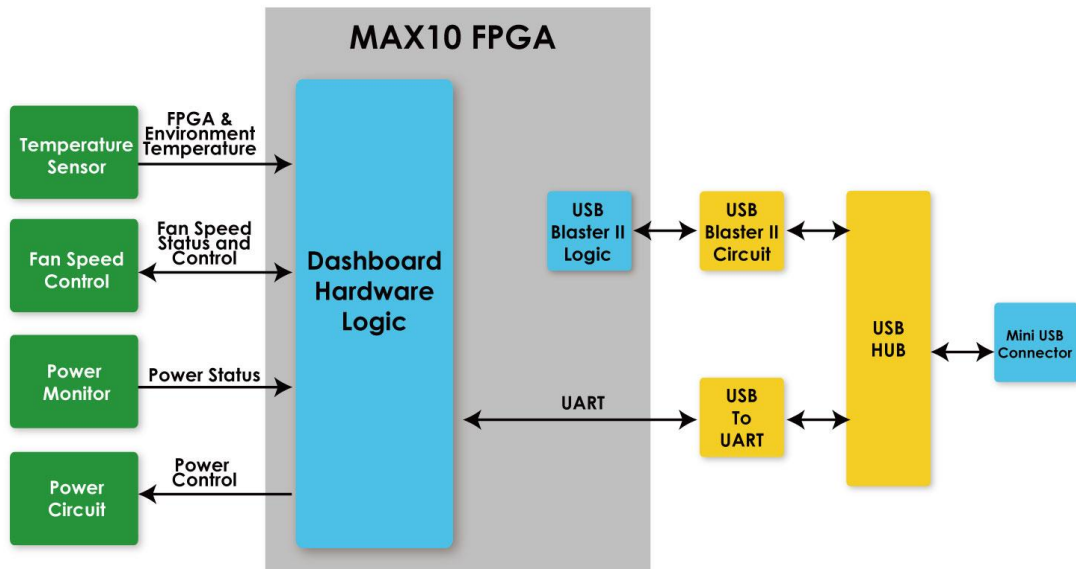 MAX10 FPGA
Temperature
Sensor
FPGA &
Environment
Temperature
Fan Speed
Control
Fan Speed
Status and
Control
Power
Monitor
Power Status
Power
Circuit
Power
Control
Dashboard
Hardware
Logic
USB
Blaster II
Logic
USB
Blaster II
Circuit
UART
USB
To
UART
USB
HUB
Mini USB
Connector